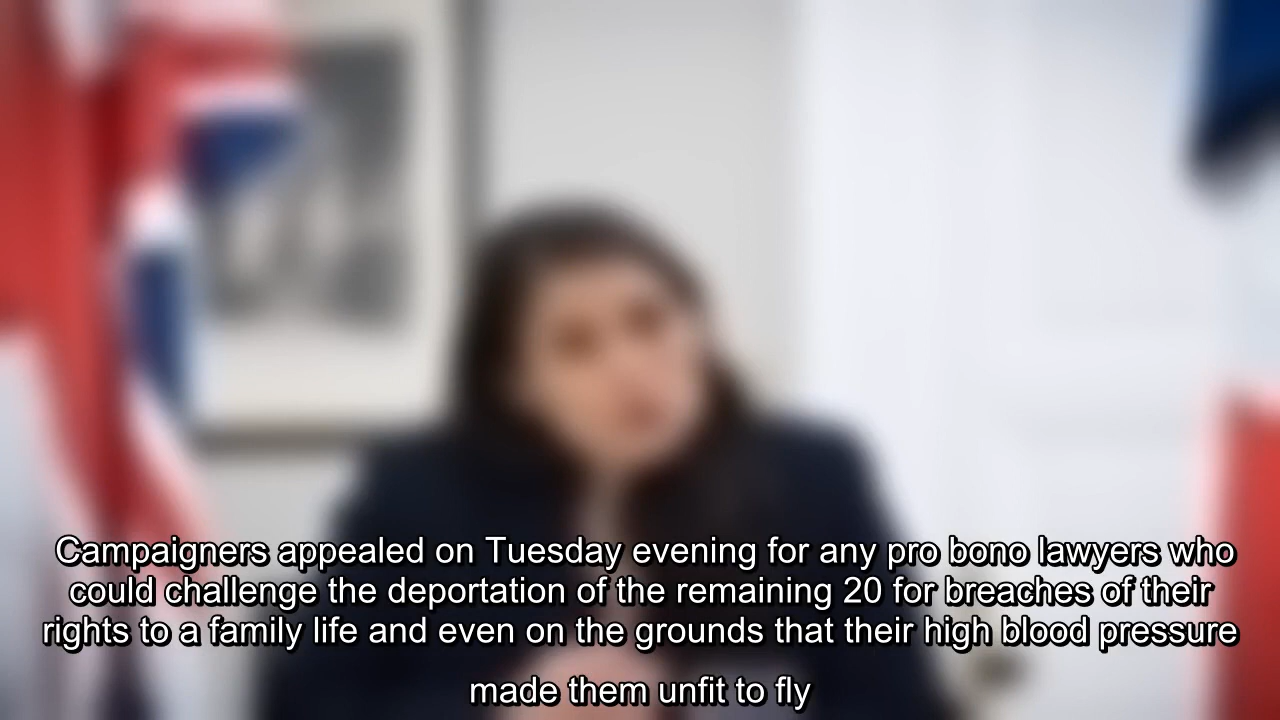 Campaigners appealed on Tuesday evening for any pro bono lawyers who
could challenge the deportation of the remaining 20 for breaches of their
rights to a family life and even on the grounds that their high blood pressure
made them unfit to fly